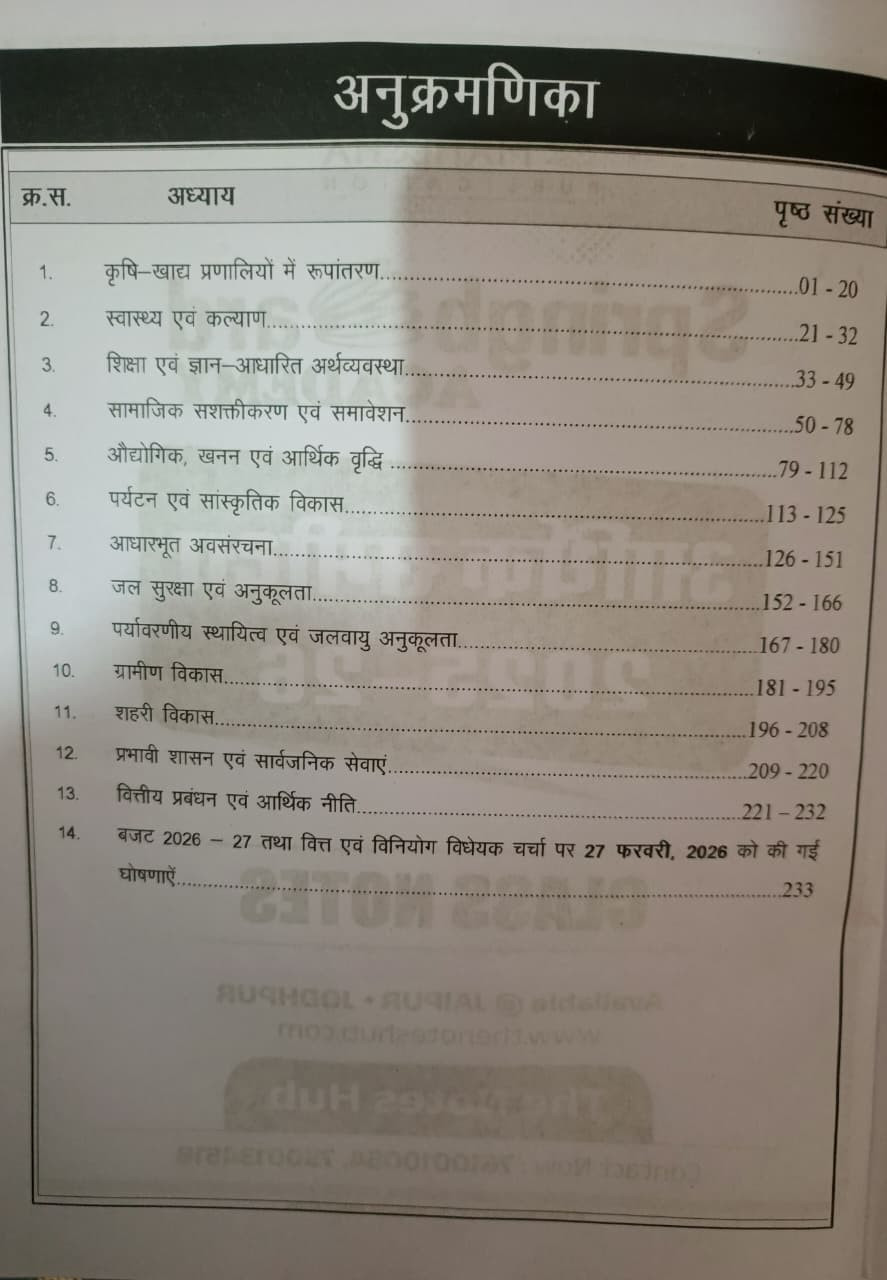 अनुक्रमणिका
क्र.स. अध्याय पृष्ठ संख्या
1. कृषि–खाद्य प्रणालियों में रूपांतरण..........01 - 20
2. स्वास्थ्य एवं कल्याण..........21 - 32
3. शिक्षा एवं ज्ञान–आधारित अर्थव्यवस्था..........33 - 49
4. सामाजिक सशक्तीकरण एवं समावेशन..........50 - 78
5. औद्योगिक, खनन एवं आर्थिक वृद्धि ..........79 - 112
6. पर्यटन एवं सांस्कृतिक विकास..........113 - 125
7. आधारभूत अवसंरचना..........126 - 151
8. जल सुरक्षा एवं अनुकूलता..........152 - 166
9. पर्यावरणीय स्थायित्व एवं जलवायु अनुकूलता..........167 - 180
10. ग्रामीण विकास..........181 - 195
11. शहरी विकास..........196 - 208
12. प्रभावी शासन एवं सार्वजनिक सेवाएं..........209 - 220
13. वित्तीय प्रबंधन एवं आर्थिक नीति..........221 – 232
14. बजट 2026 – 27 तथा वित्त एवं विनियोग विधेयक चर्चा पर 27 फरवरी, 2026 को की गई
घोषणाऐं..........233